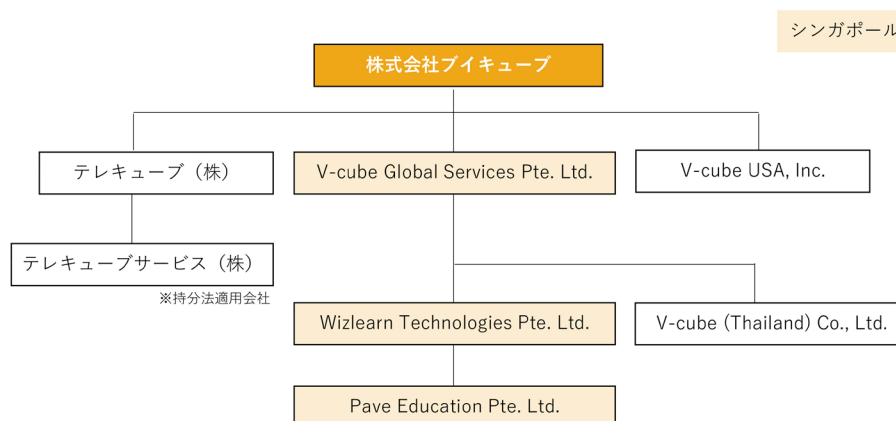 シンガポール
株式会社ブイキューブ
テレキューブ（株）
V-cube Global Services Pte. Ltd.
V-cube USA, Inc.
テレキューブサービス（株）
※持分法適用会社
Wizlearn Technologies Pte. Ltd.
V-cube (Thailand) Co., Ltd.
Pave Education Pte. Ltd.